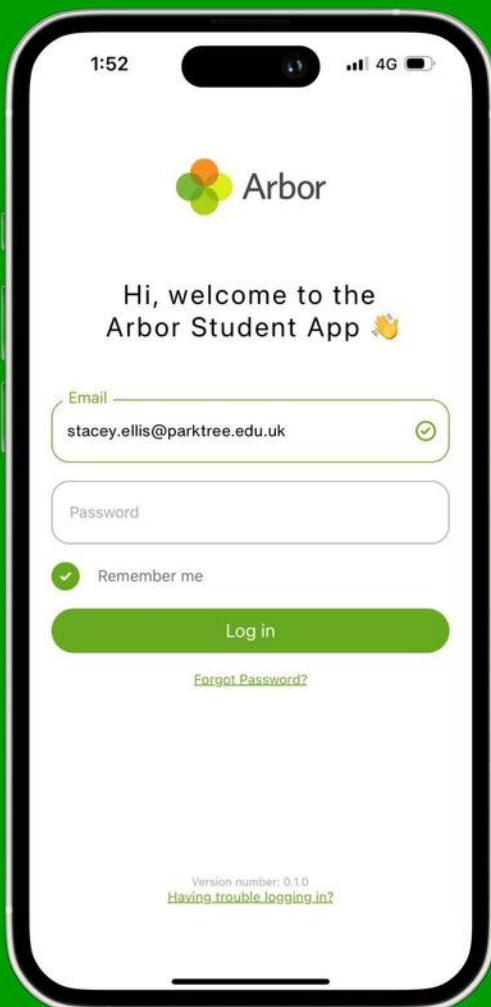 1:52 4G
Arbor
Hi, welcome to the
Arbor Student App 👋
Email
stacey.ellis@parktree.edu.uk
Password
Remember me
Log in
Forgot Password?
Version number: 0.1.0
Having trouble logging in?